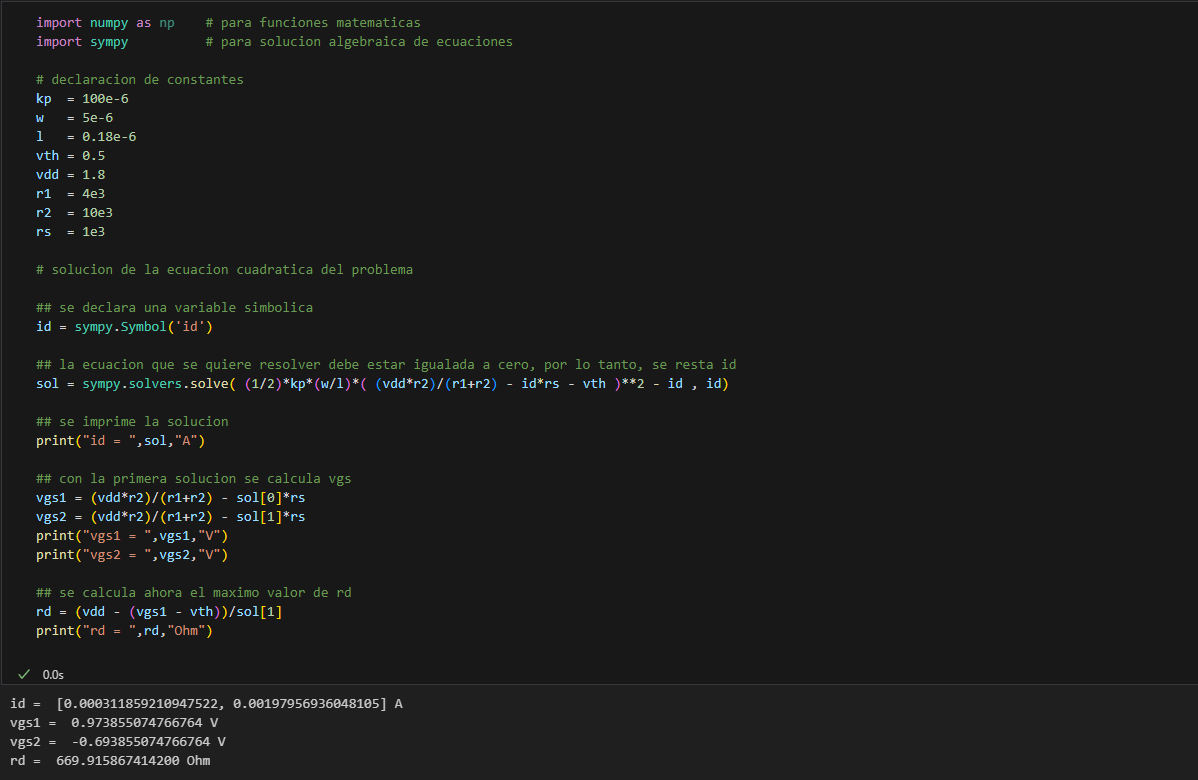 import numpy as np    # para funciones matematicas
import sympy          # para solucion algebraica de ecuaciones
# declaracion de constantes
kp  = 100e-6
w   = 5e-6
l   = 0.18e-6
vth = 0.5
vdd = 1.8
r1  = 4e3
r2  = 10e3
rs  = 1e3
# solucion de la ecuacion cuadratica del problema
## se declara una variable simbolica
id = sympy.Symbol('id')
## la ecuacion que se quiere resolver debe estar igualada a cero, por lo tanto, se resta id
sol = sympy.solvers.solve( (1/2)*kp*(w/l)*( (vdd*r2)/(r1+r2) - id*rs - vth )**2 - id , id)
## se imprime la solucion
print("id = ",sol,"A")
## con la primera solucion se calcula vgs
vgs1 = (vdd*r2)/(r1+r2) - sol[0]*rs
vgs2 = (vdd*r2)/(r1+r2) - sol[1]*rs
print("vgs1 = ",vgs1,"V")
print("vgs2 = ",vgs2,"V")
## se calcula ahora el maximo valor de rd
rd = (vdd - (vgs1 - vth))/sol[1]
print("rd = ",rd,"Ohm")
0.0s
id =  [0.000311859210947522, 0.00197956936048105] A
vgs1 =  0.973855074766764 V
vgs2 =  -0.693855074766764 V
rd =  669.915867414200 Ohm